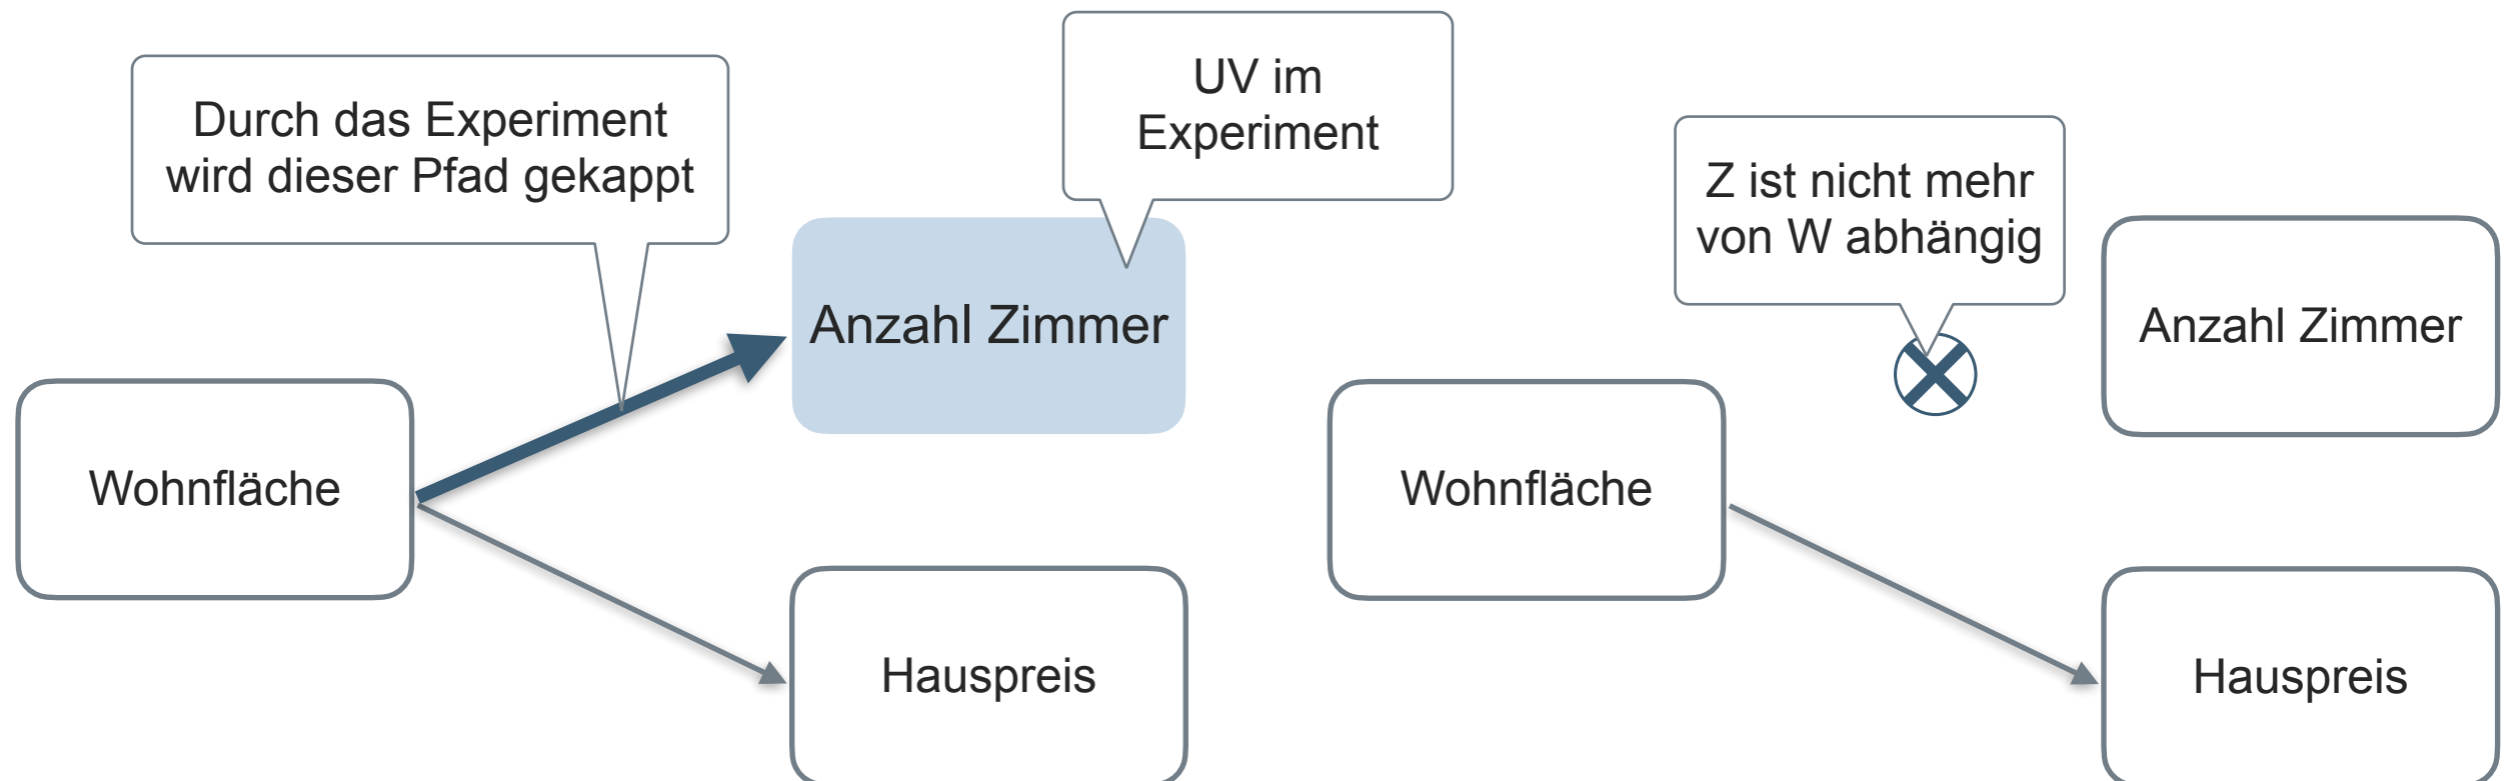 Durch das Experiment
wird dieser Pfad gekappt
UV im
Experiment
Anzahl Zimmer
Wohnfläche
Hauspreis
Z ist nicht mehr
von W abhängig
Anzahl Zimmer
Wohnfläche
Hauspreis